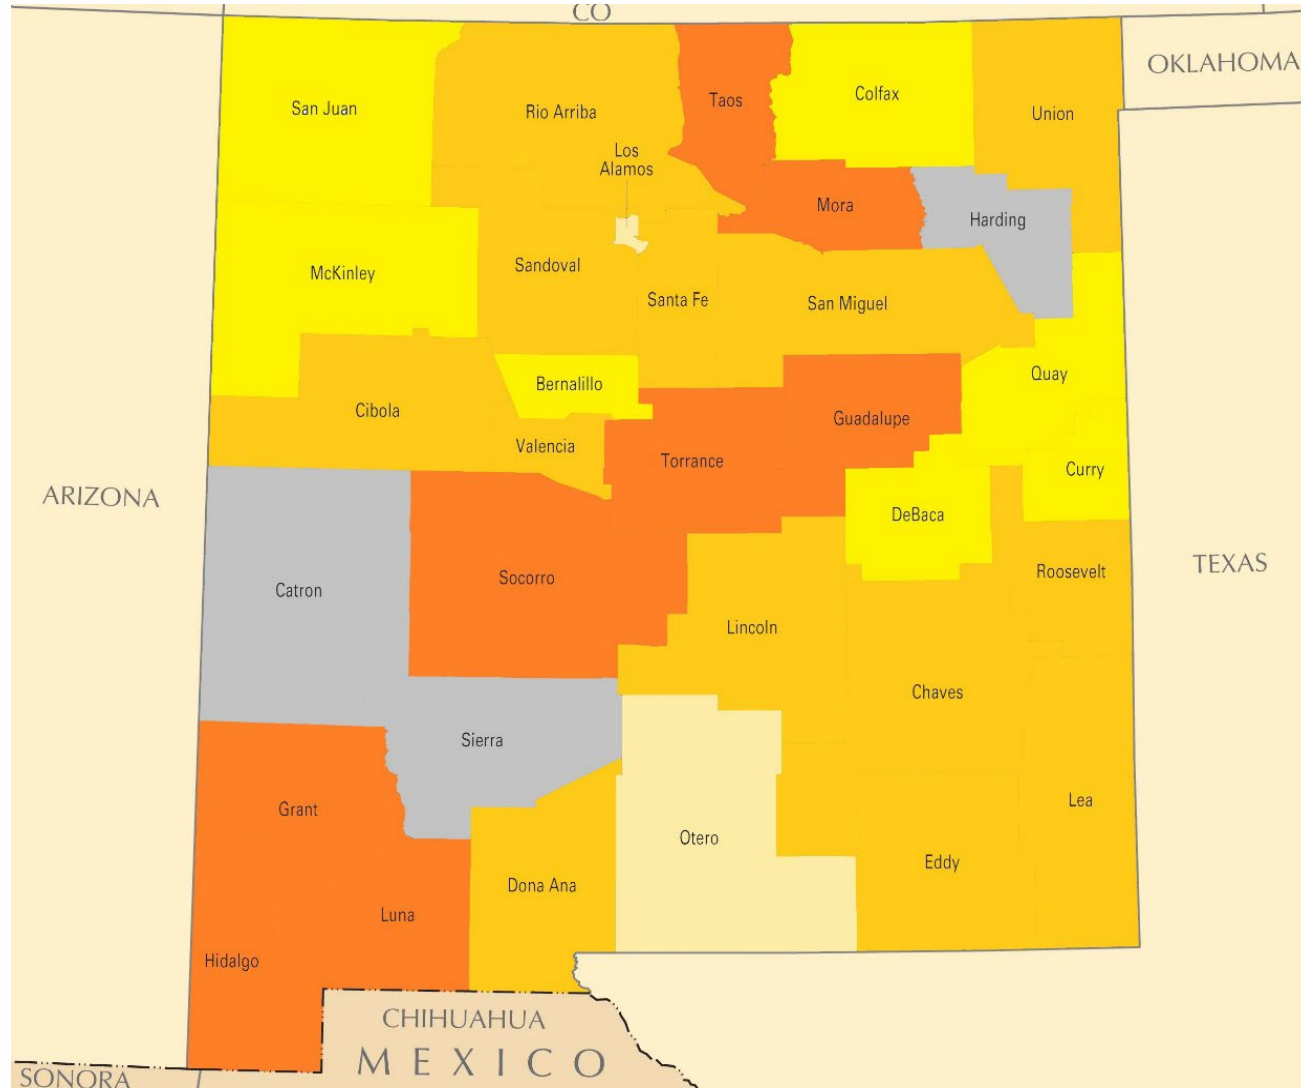 CO
OKLAHOMA
San Juan
Rio Arriba
Taos
Colfax
Union
Los
Alamos
Mora
Harding
McKinley
Sandoval
Santa Fe
San Miguel
Bernalillo
Quay
Cibola
Guadalupe
Valencia
Torrance
Curry
ARIZONA
DeBaca
TEXAS
Catron
Socorro
Roosevelt
Lincoln
Chaves
Sierra
Grant
Otero
Lea
Eddy
Dona Ana
Luna
Hidalgo
CHIHUAHUA
MEXICO
SONORA